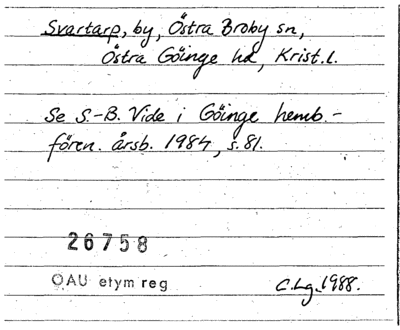 Svartarp, by, Östra Broby sn,
Östra Göinge hd, Krist.l.
Se S.-B. Vide i Göinge hemb.-
fören. årsb. 1984, s. 81.
26758
OAU etym reg
C.Lg. 1988.